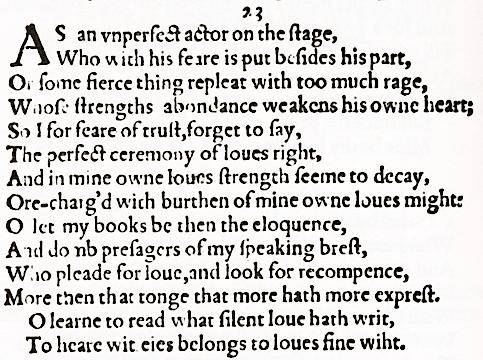 23
AS an vnperfect actor on the ſtage,
Who with his feare is put beſides his part,
Or ſome fierce thing repleat with too much rage,
Whoſe ſtrengths abondance weakens his owne heart;
So I for feare of truſt,forget to ſay,
The perfect ceremony of loues right,
And in mine owne loues ſtrength ſeeme to decay,
Ore-charg'd with burthen of mine owne loues might:
O let my books be then the eloquence,
And domb preſagers of my ſpeaking breſt,
Who pleade for loue,and look for recompence,
More then that tonge that more hath more expreſt.
O learne to read what ſilent loue hath writ,
To heare wit eies belongs to loues fine wiht.